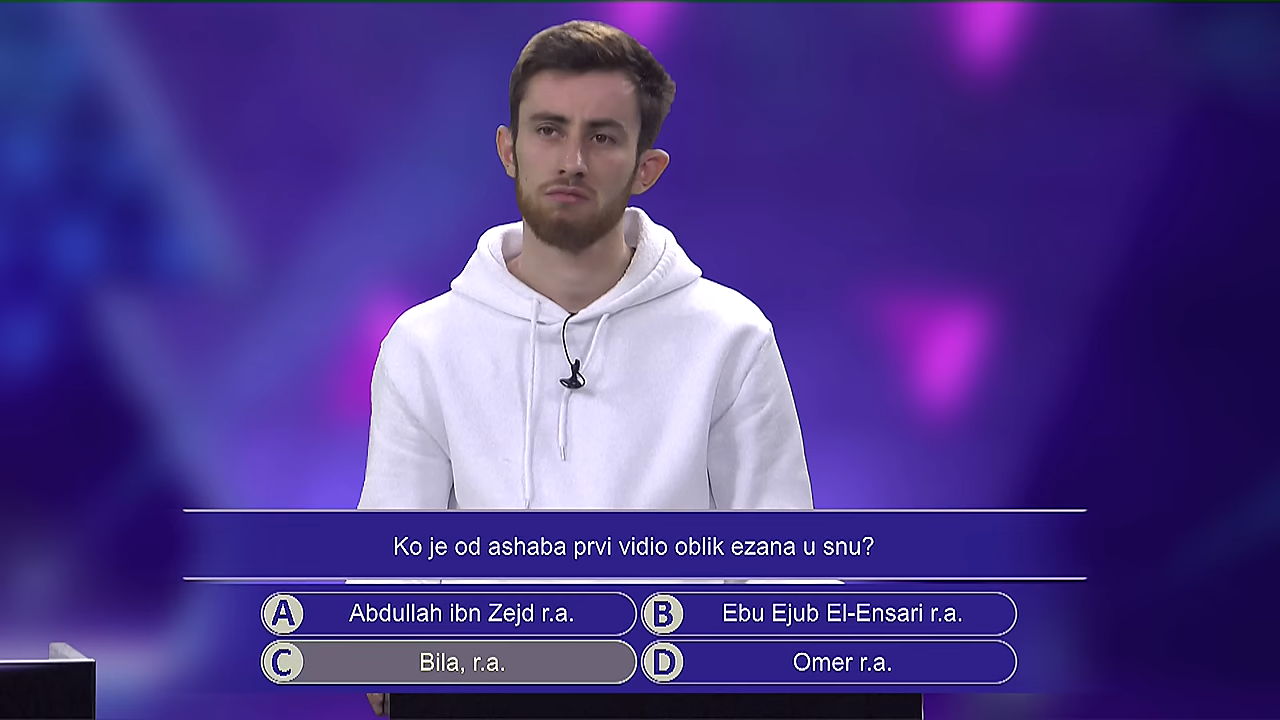 Ko je od ashaba prvi vidio oblik ezana u snu?
A Abdullah ibn Zejd r.a.
B Ebu Ejub El-Ensari r.a.
C Bila, r.a.
D Omer r.a.